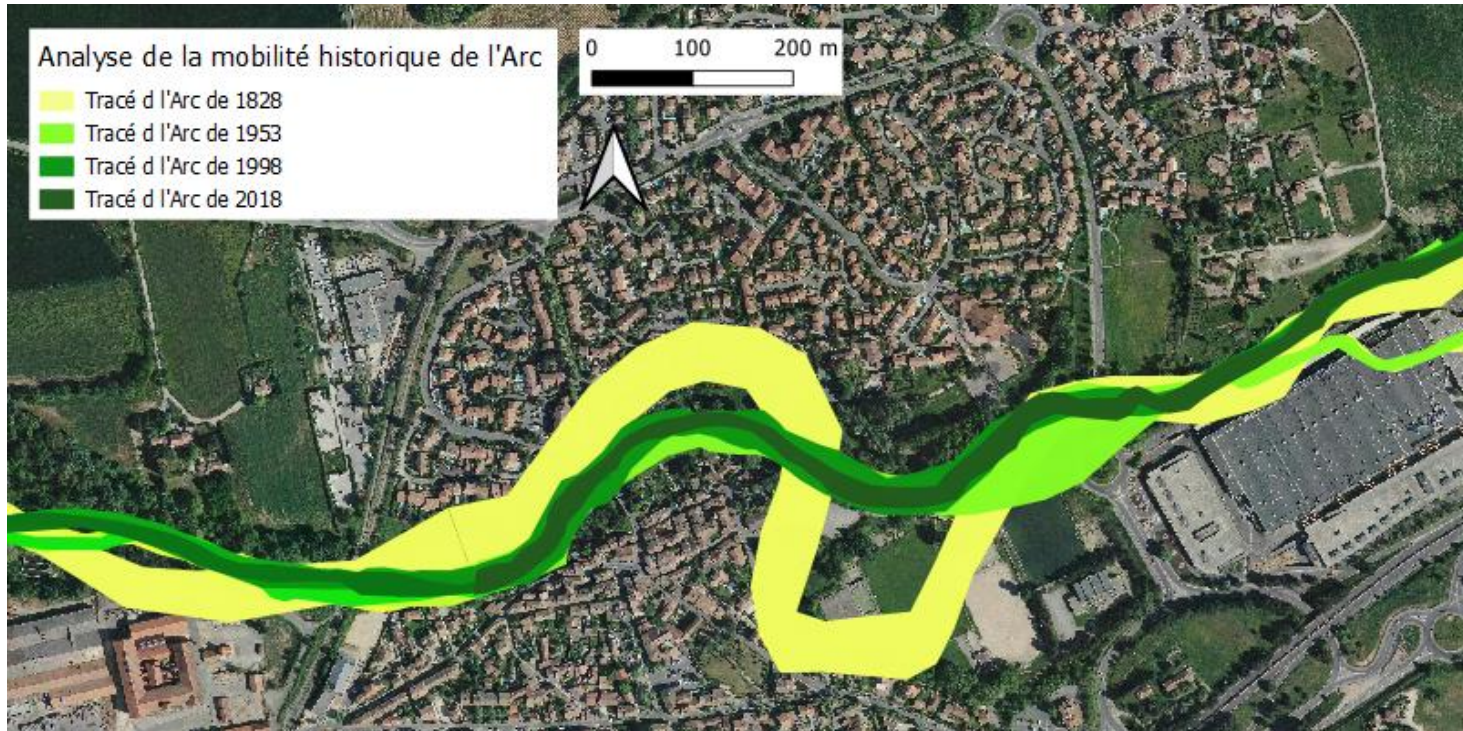 Analyse de la mobilité historique de l'Arc
Tracé d l'Arc de 1828
Tracé d l'Arc de 1953
Tracé d l'Arc de 1998
Tracé d l'Arc de 2018
0 100 200 m